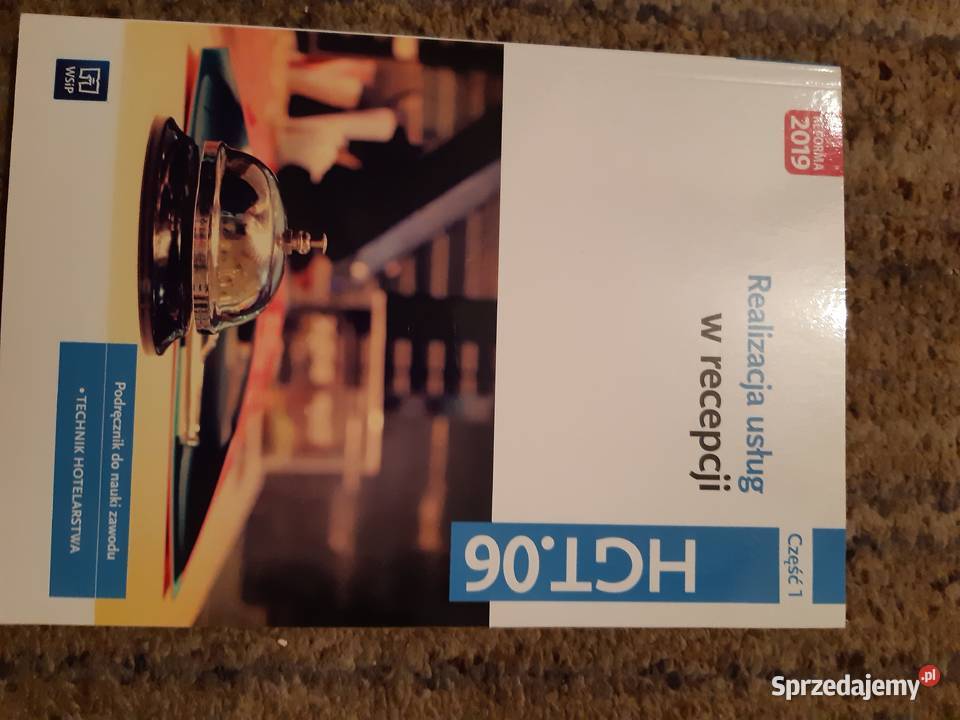 REFORMA
2019
Część 1
Realizacja usług
w recepcji
HGT.06
Podręcznik do nauki zawodu
• TECHNIK HOTELARSTWA
WSiP
Sprzedajemy.pl